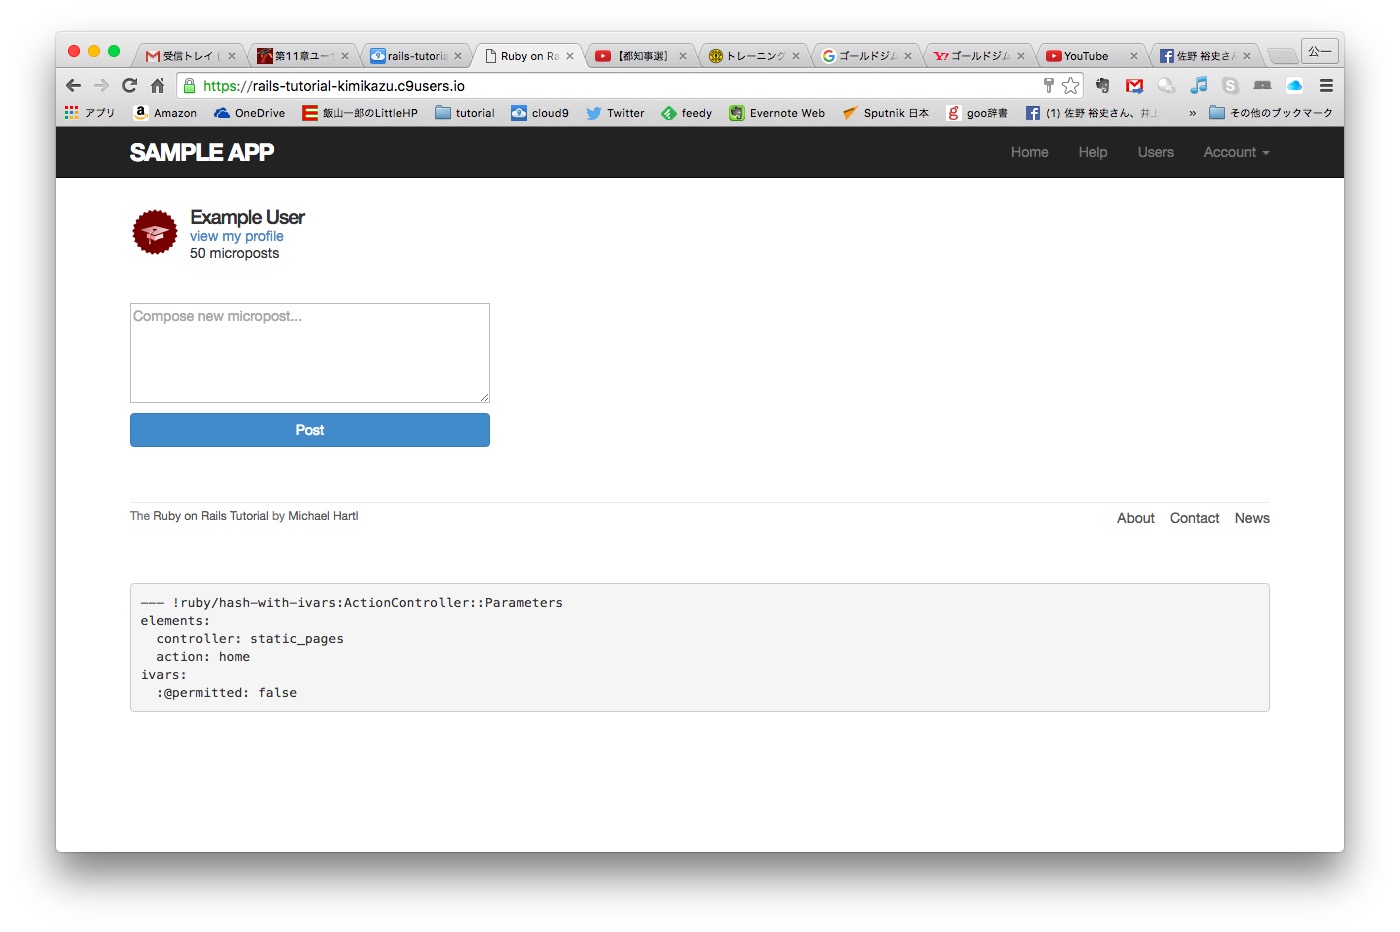 受信トレイ (
第11章ユー
rails-tutoria
Ruby on Ra
【都知事選】
トレーニング
ゴールドジム
ゴールドジム
YouTube
佐野 裕史さん
公一
https://rails-tutorial-kimikazu.c9users.io
アプリ
Amazon
OneDrive
飯山一郎のLittleHP
tutorial
cloud9
Twitter
feedy
Evernote Web
Sputnik 日本
goo辞書
(1) 佐野 裕史さん、井上
»
その他のブックマーク
SAMPLE APP
Home Help Users Account
Example User
view my profile
50 microposts
Compose new micropost...
Post
The Ruby on Rails Tutorial by Michael Hartl
About Contact News
--- !ruby/hash-with-ivars:ActionController::Parameters
elements:
  controller: static_pages
  action: home
ivars:
  :@permitted: false